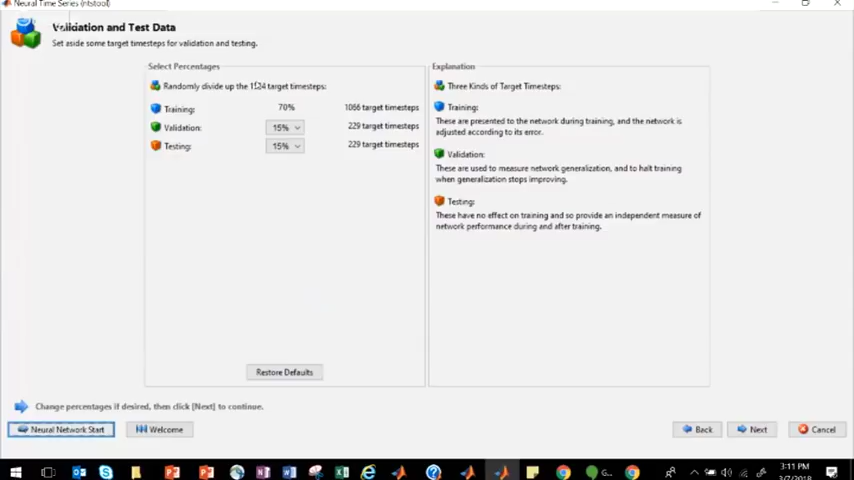 Neural Time Series (ntstool)
Validation and Test Data
Set aside some target timesteps for validation and testing.
Select Percentages
Randomly divide up the 1524 target timesteps:
Training: 70% 1066 target timesteps
Validation: 15% 229 target timesteps
Testing: 15% 229 target timesteps
Restore Defaults
Explanation
Three Kinds of Target Timesteps:
Training:
These are presented to the network during training, and the network is
adjusted according to its error.
Validation:
These are used to measure network generalization, and to halt training
when generalization stops improving.
Testing:
These have no effect on training and so provide an independent measure of
network performance during and after training.
Change percentages if desired, then click [Next] to continue.
Neural Network Start Welcome Back Next Cancel
G...
3:11 PM
3/7/2018